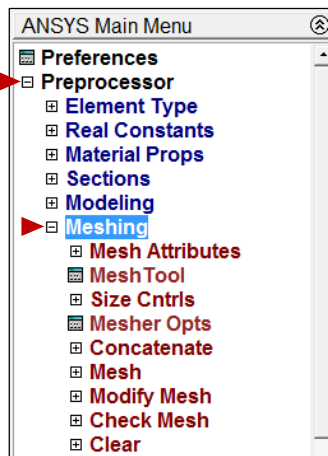 ANSYS Main Menu
Preferences
Preprocessor
Element Type
Real Constants
Material Props
Sections
Modeling
Meshing
Mesh Attributes
MeshTool
Size Cntrls
Mesher Opts
Concatenate
Mesh
Modify Mesh
Check Mesh
Clear